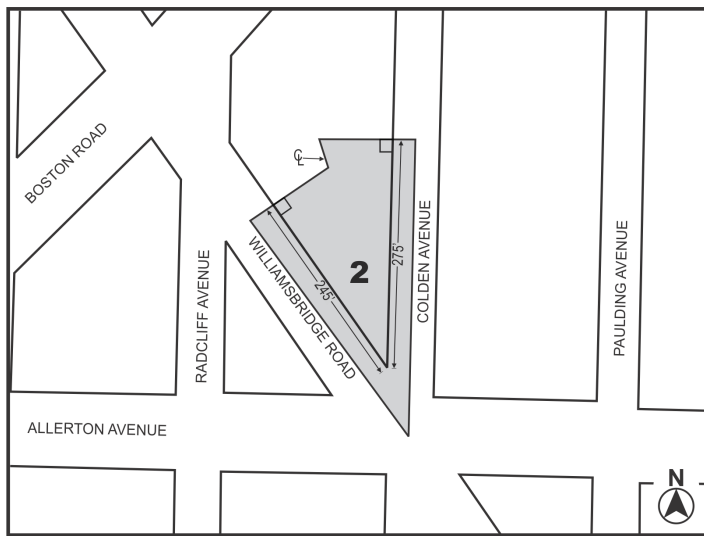 BOSTON ROAD
℄
WILLIAMSBRIDGE ROAD
245'
2
275'
COLDEN AVENUE
PAULDING AVENUE
RADCLIFF AVENUE
ALLERTON AVENUE
N